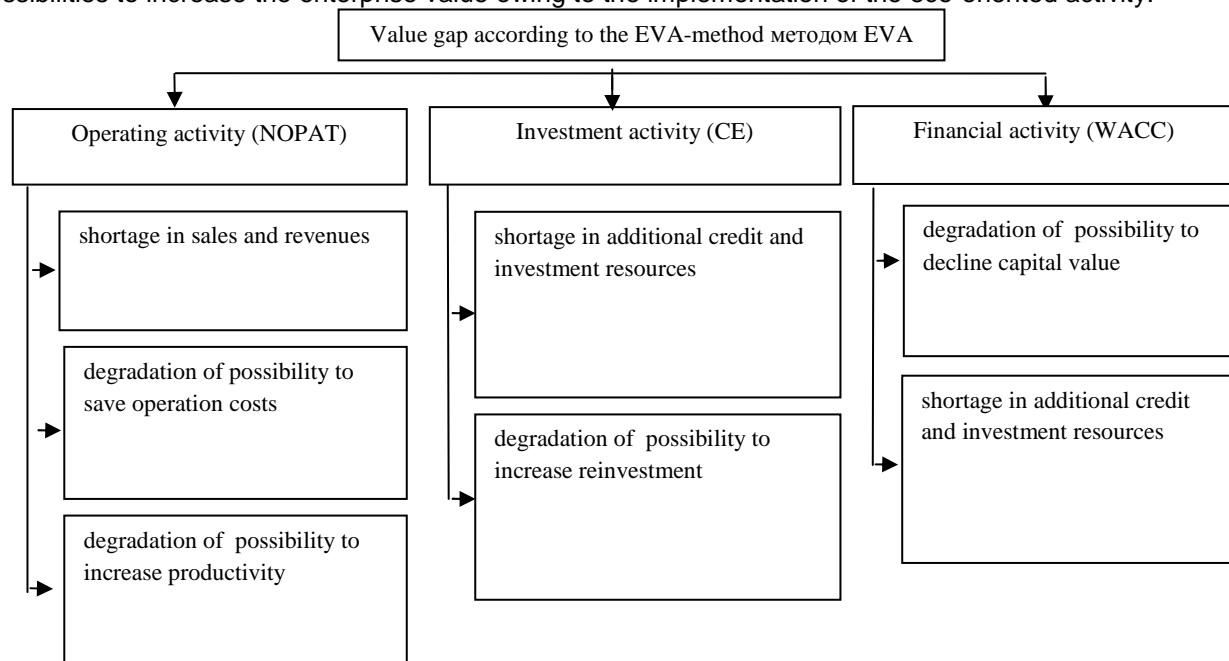 Value gap according to the EVA-method методом EVA
Operating activity (NOPAT)
shortage in sales and revenues
degradation of possibility to
save operation costs
degradation of possibility to
increase productivity
Investment activity (CE)
shortage in additional credit and
investment resources
degradation of possibility to
increase reinvestment
Financial activity (WACC)
degradation of possibility to
decline capital value
shortage in additional credit
and investment resources